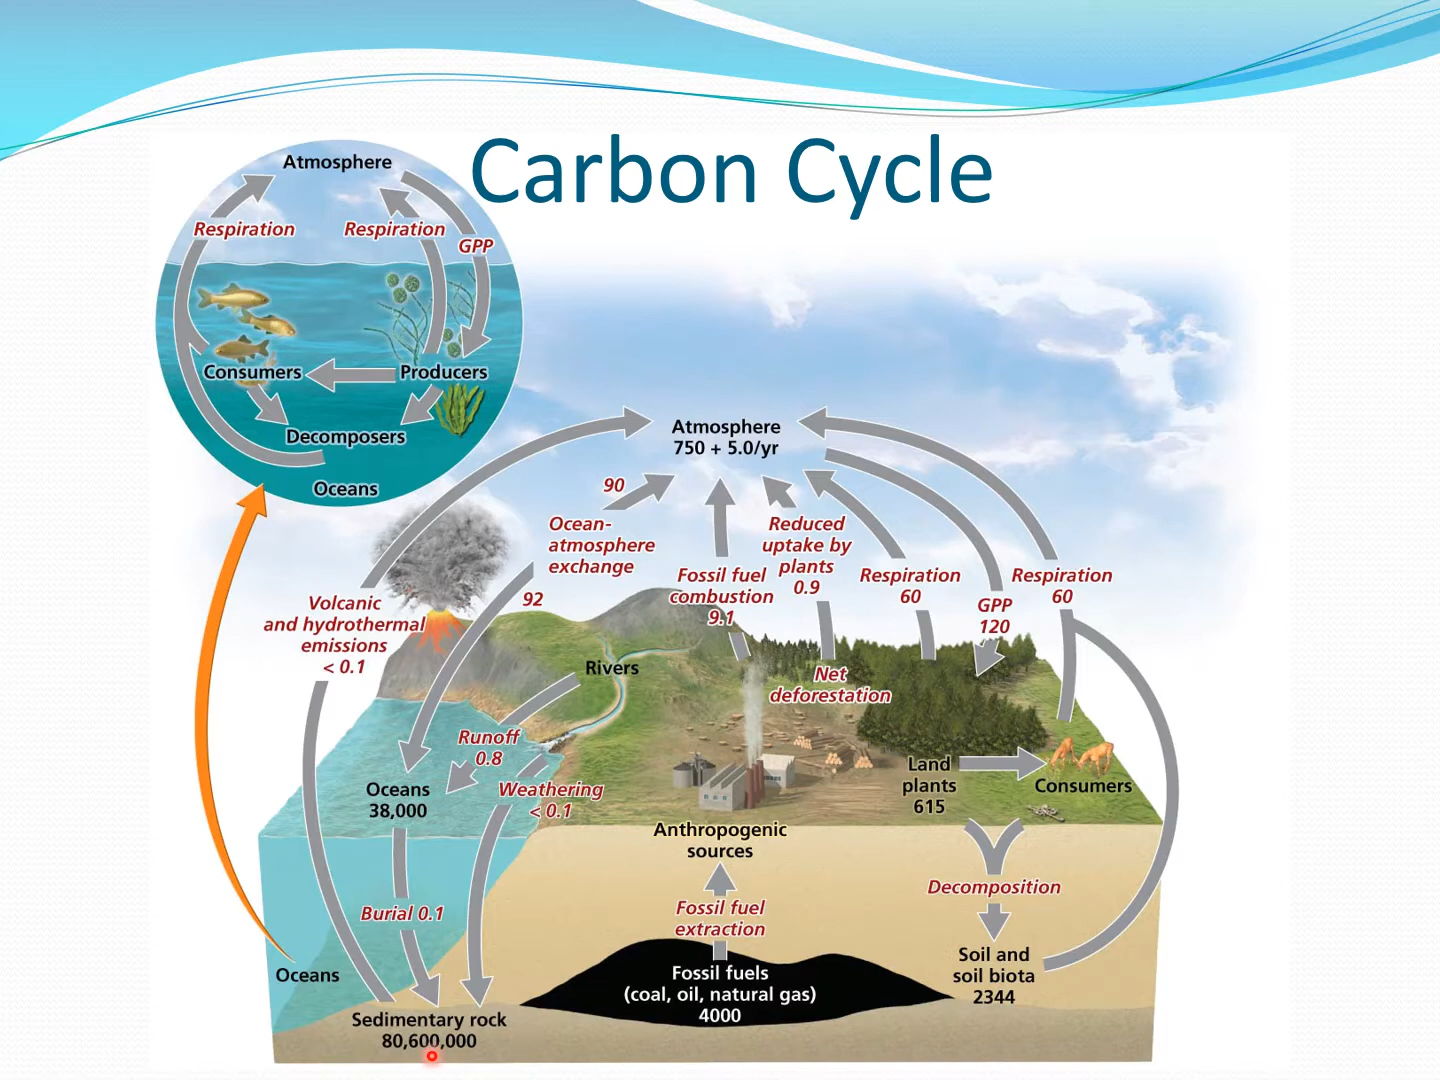 Carbon Cycle
Atmosphere
Respiration
Respiration
GPP
Consumers
Producers
Decomposers
Oceans
Atmosphere
750 + 5.0/yr
90
Ocean-
atmosphere
exchange
92
Volcanic
and hydrothermal
emissions
< 0.1
Fossil fuel
combustion
9.1
Reduced
uptake by
plants
0.9
Net
deforestation
Respiration
60
GPP
120
Respiration
60
Rivers
Runoff
0.8
Weathering
< 0.1
Oceans
38,000
Burial 0.1
Oceans
Sedimentary rock
80,600,000
Anthropogenic
sources
Fossil fuel
extraction
Fossil fuels
(coal, oil, natural gas)
4000
Land
plants
615
Consumers
Decomposition
Soil and
soil biota
2344